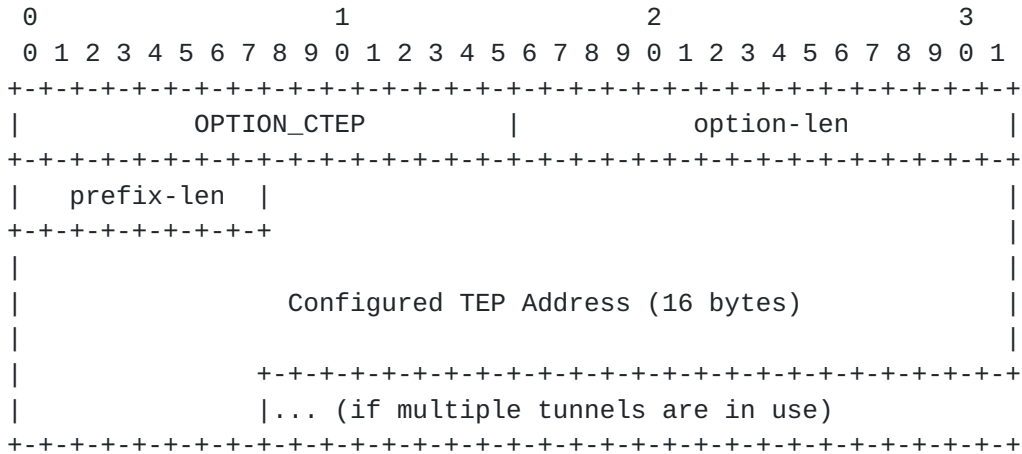 0                   1                   2                   3
 0 1 2 3 4 5 6 7 8 9 0 1 2 3 4 5 6 7 8 9 0 1 2 3 4 5 6 7 8 9 0 1
+-+-+-+-+-+-+-+-+-+-+-+-+-+-+-+-+-+-+-+-+-+-+-+-+-+-+-+-+-+-+-+-+
|           OPTION_CTEP         |           option-len          |
+-+-+-+-+-+-+-+-+-+-+-+-+-+-+-+-+-+-+-+-+-+-+-+-+-+-+-+-+-+-+-+-+
|   prefix-len  |                                               |
+-+-+-+-+-+-+-+-+                                               |
|                                                               |
|                 Configured TEP Address (16 bytes)             |
|                                                               |
|               +-+-+-+-+-+-+-+-+-+-+-+-+-+-+-+-+-+-+-+-+-+-+-+-+
|               |... (if multiple tunnels are in use)
+-+-+-+-+-+-+-+-+-+-+-+-+-+-+-+-+-+-+-+-+-+-+-+-+-+-+-+-+-+-+-+-+